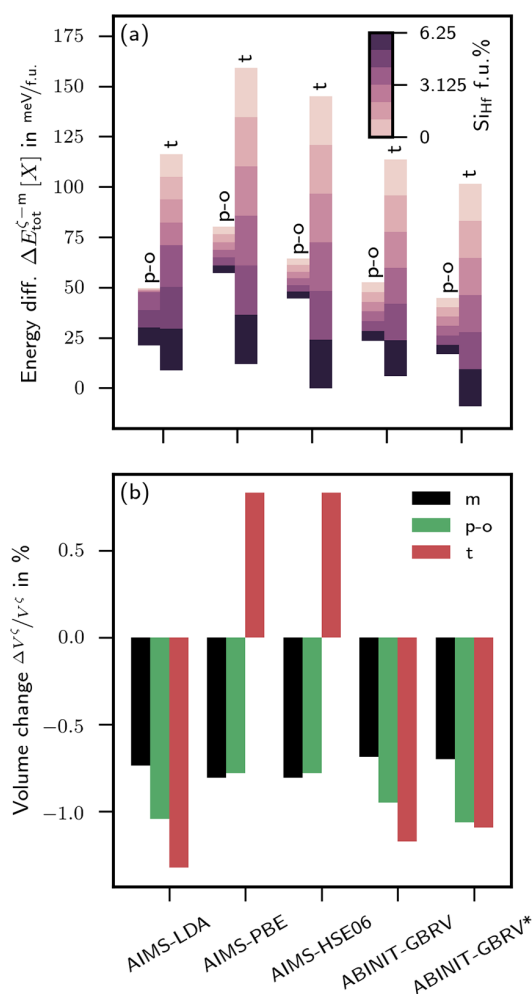 (a)
Energy diff. ΔE_tot^{ζ−m} [X] in meV/f.u.
175
150
125
100
75
50
25
0
6.25
3.125
0
Si_Hf f.u.%
p-o
t
p-o
t
p-o
t
p-o
t
p-o
t
(b)
Volume change ΔV^ς/V^ς in %
0.5
0.0
−0.5
−1.0
m
p-o
t
AIMS-LDA
AIMS-PBE
AIMS-HSE06
ABINIT-GBRV
ABINIT-GBRV*